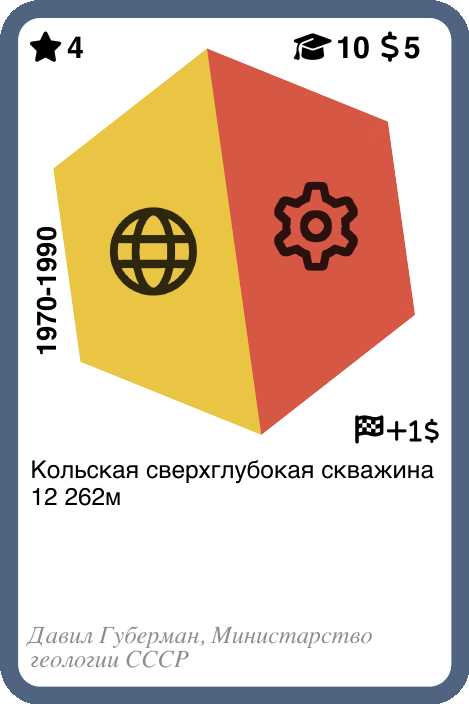 4
10 $5
1970-1990
+1$
Кольская сверхглубокая скважина
12 262м
Давил Губерман, Министарство
геологии СССР